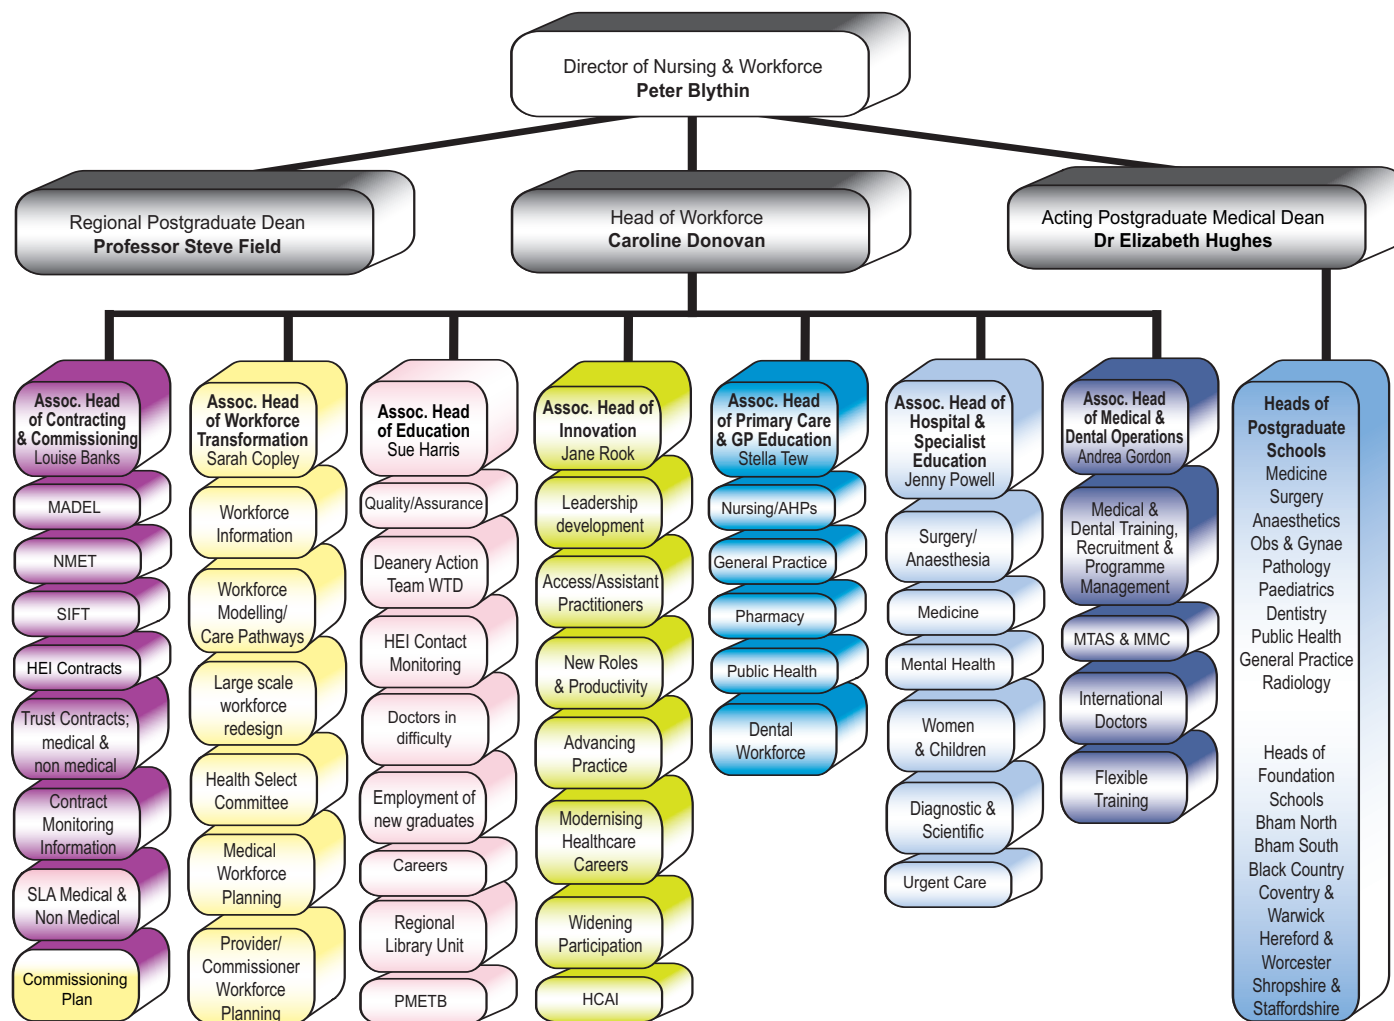 Director of Nursing & Workforce
Peter Blythin
Regional Postgraduate Dean
Professor Steve Field
Head of Workforce
Caroline Donovan
Acting Postgraduate Medical Dean
Dr Elizabeth Hughes
Assoc. Head
of Contracting
& Commissioning
Louise Banks
MADEL
NMET
SIFT
HEI Contracts
Trust Contracts;
medical &
non medical
Contract
Monitoring
Information
SLA Medical &
Non Medical
Commissioning
Plan
Assoc. Head
of Workforce
Transformation
Sarah Copley
Workforce
Information
Workforce
Modelling/
Care Pathways
Large scale
workforce
redesign
Health Select
Committee
Medical
Workforce
Planning
Provider/
Commissioner
Workforce
Planning
Assoc. Head
of Education
Sue Harris
Quality/Assurance
Deanery Action
Team WTD
HEI Contact
Monitoring
Doctors in
difficulty
Employment of
new graduates
Careers
Regional
Library Unit
PMETB
Assoc. Head of
Innovation
Jane Rook
Leadership
development
Access/Assistant
Practitioners
New Roles
& Productivity
Advancing
Practice
Modernising
Healthcare
Careers
Widening
Participation
HCAI
Assoc. Head
of Primary Care
& GP Education
Stella Tew
Nursing/AHPs
General Practice
Pharmacy
Public Health
Dental
Workforce
Assoc. Head of
Hospital &
Specialist
Education
Jenny Powell
Surgery/
Anaesthesia
Medicine
Mental Health
Women
& Children
Diagnostic &
Scientific
Urgent Care
Assoc. Head
of Medical &
Dental Operations
Andrea Gordon
Medical &
Dental Training,
Recruitment &
Programme
Management
MTAS & MMC
International
Doctors
Flexible
Training
Heads of
Postgraduate
Schools
Medicine
Surgery
Anaesthetics
Obs & Gynae
Pathology
Paediatrics
Dentistry
Public Health
General Practice
Radiology
Heads of
Foundation
Schools
Bham North
Bham South
Black Country
Coventry &
Warwick
Hereford &
Worcester
Shropshire &
Staffordshire